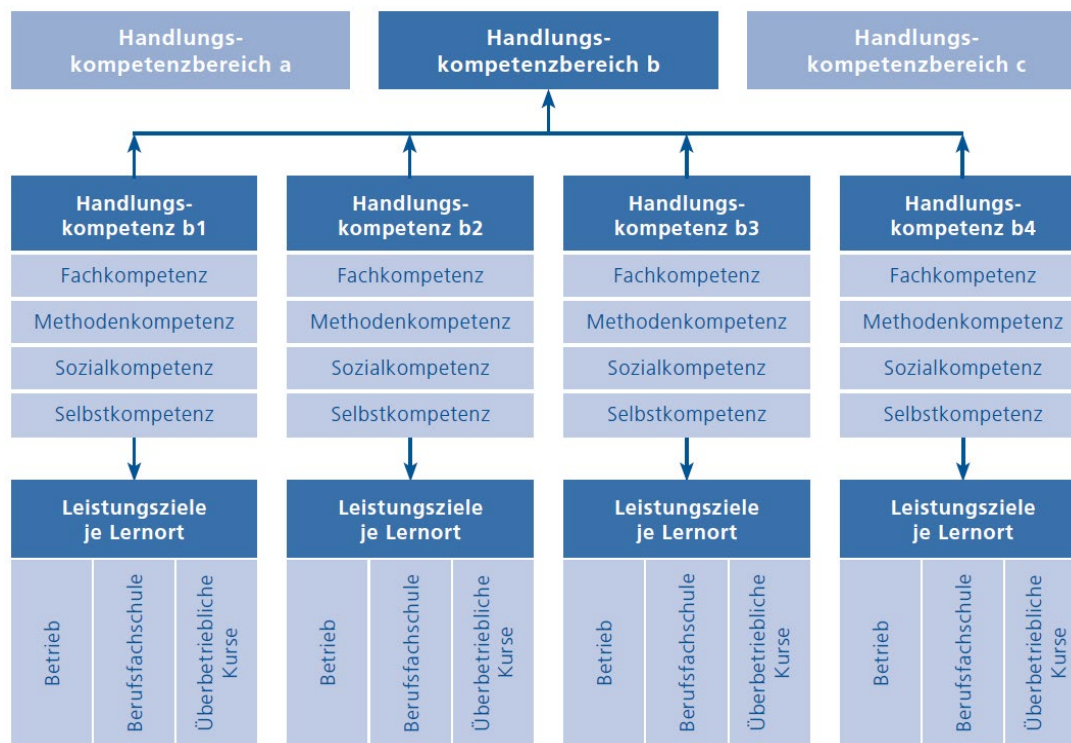 Handlungs-
kompetenzbereich a
Handlungs-
kompetenzbereich b
Handlungs-
kompetenzbereich c
Handlungs-
kompetenz b1
Handlungs-
kompetenz b2
Handlungs-
kompetenz b3
Handlungs-
kompetenz b4
Fachkompetenz
Fachkompetenz
Fachkompetenz
Fachkompetenz
Methodenkompetenz
Methodenkompetenz
Methodenkompetenz
Methodenkompetenz
Sozialkompetenz
Sozialkompetenz
Sozialkompetenz
Sozialkompetenz
Selbstkompetenz
Selbstkompetenz
Selbstkompetenz
Selbstkompetenz
Leistungsziele
je Lernort
Leistungsziele
je Lernort
Leistungsziele
je Lernort
Leistungsziele
je Lernort
Betrieb
Berufsfachschule
Überbetriebliche
Kurse
Betrieb
Berufsfachschule
Überbetriebliche
Kurse
Betrieb
Berufsfachschule
Überbetriebliche
Kurse
Betrieb
Berufsfachschule
Überbetriebliche
Kurse